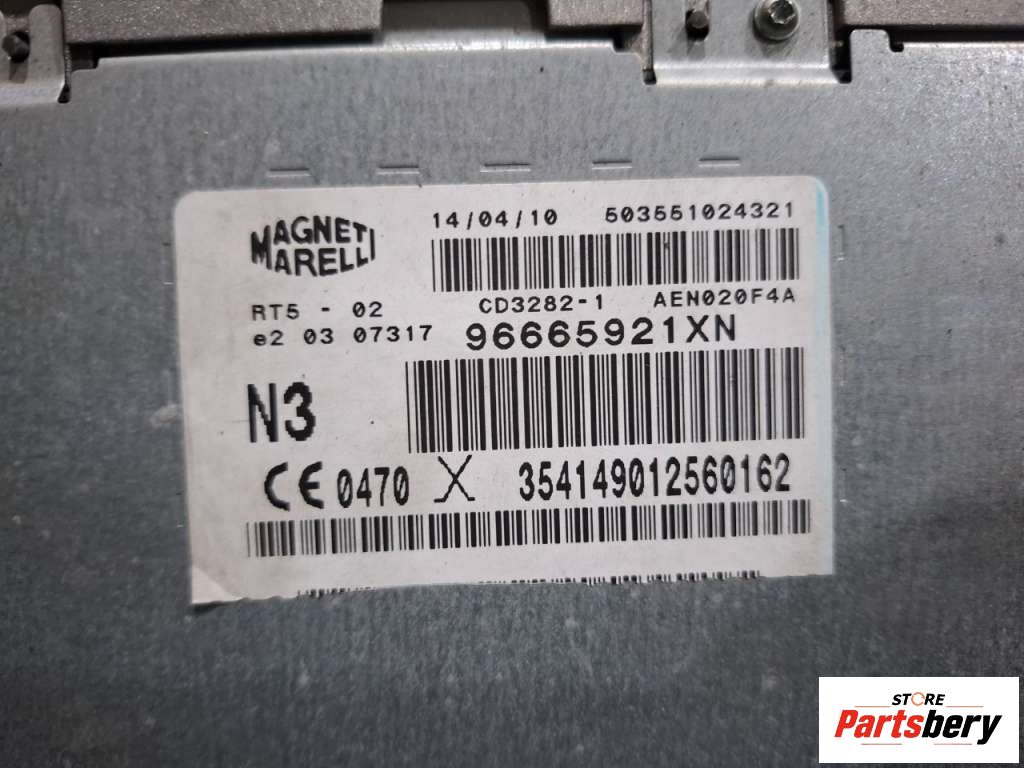 MAGNETI
MARELLI
14/04/10 503551024321
RT5 - 02 CD3282-1 AEN020F4A
e2 03 07317 96665921XN
N3
CE 0470 X 354149012560162
STORE
Partsbery